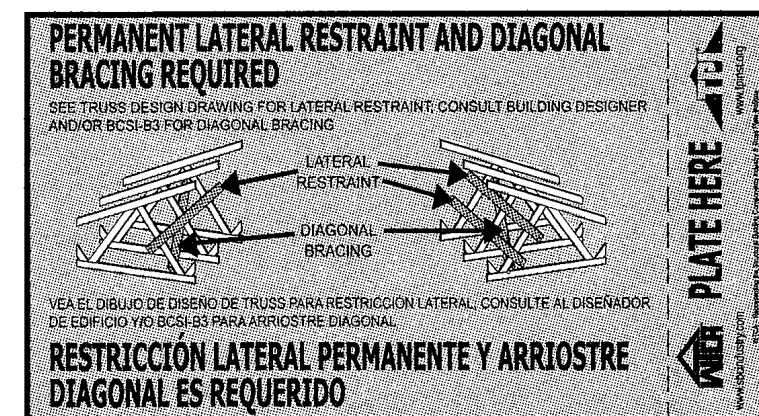 PERMANENT LATERAL RESTRAINT AND DIAGONAL
BRACING REQUIRED
SEE TRUSS DESIGN DRAWING FOR LATERAL RESTRAINT; CONSULT BUILDING DESIGNER
AND/OR BCSI-B3 FOR DIAGONAL BRACING
LATERAL
RESTRAINT
DIAGONAL
BRACING
VEA EL DIBUJO DE DISEÑO DE TRUSS PARA RESTRICCIÓN LATERAL; CONSULTE AL DISEÑADOR
DE EDIFICIO Y/O BCSI-B3 PARA ARRIOSTRE DIAGONAL
RESTRICCIÓN LATERAL PERMANENTE Y ARRIOSTRE
DIAGONAL ES REQUERIDO
PLATE HERE
WTCA
TPI
www.sbcindustry.com
www.tpinst.org